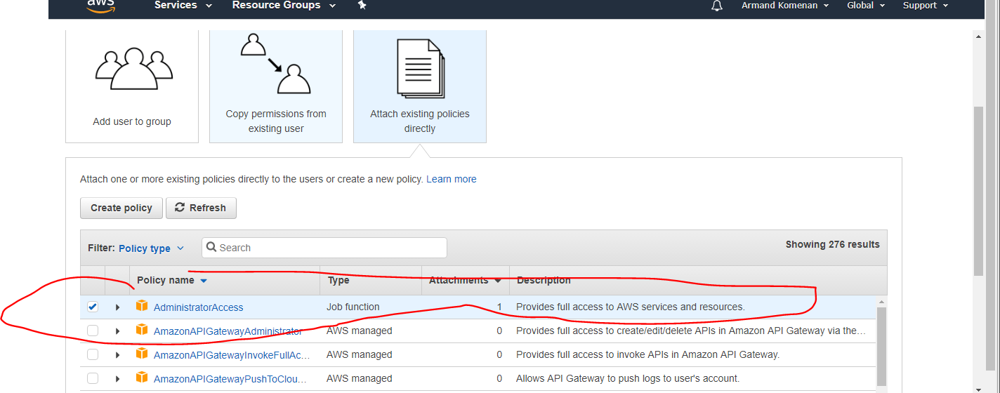 aws Services Resource Groups Armand Komenan Global Support
Add user to group
Copy permissions from
existing user
Attach existing policies
directly
Attach one or more existing policies directly to the users or create a new policy. Learn more
Create policy Refresh
Filter: Policy type Search Showing 276 results
Policy name Type Attachments Description
AdministratorAccess Job function 1 Provides full access to AWS services and resources.
AmazonAPIGatewayAdministrator AWS managed 0 Provides full access to create/edit/delete APIs in Amazon API Gateway via the…
AmazonAPIGatewayInvokeFullAc… AWS managed 0 Provides full access to invoke APIs in Amazon API Gateway.
AmazonAPIGatewayPushToClou… AWS managed 0 Allows API Gateway to push logs to user's account.